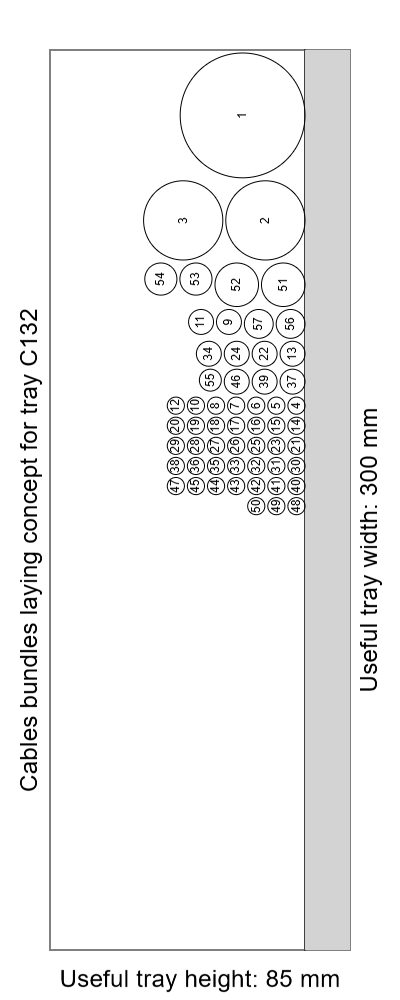 Cables bundles laying concept for tray C132
1
3 2
54 53 52 51
11 9 57 56
34 24 22 13
55 46 39 37
12 10 8 7 6 5 4
20 19 18 17 16 15 14
29 28 27 26 25 23 21
38 36 35 33 32 31 30
47 45 44 43 42 41 40
50 49 48
Useful tray width: 300 mm
Useful tray height: 85 mm